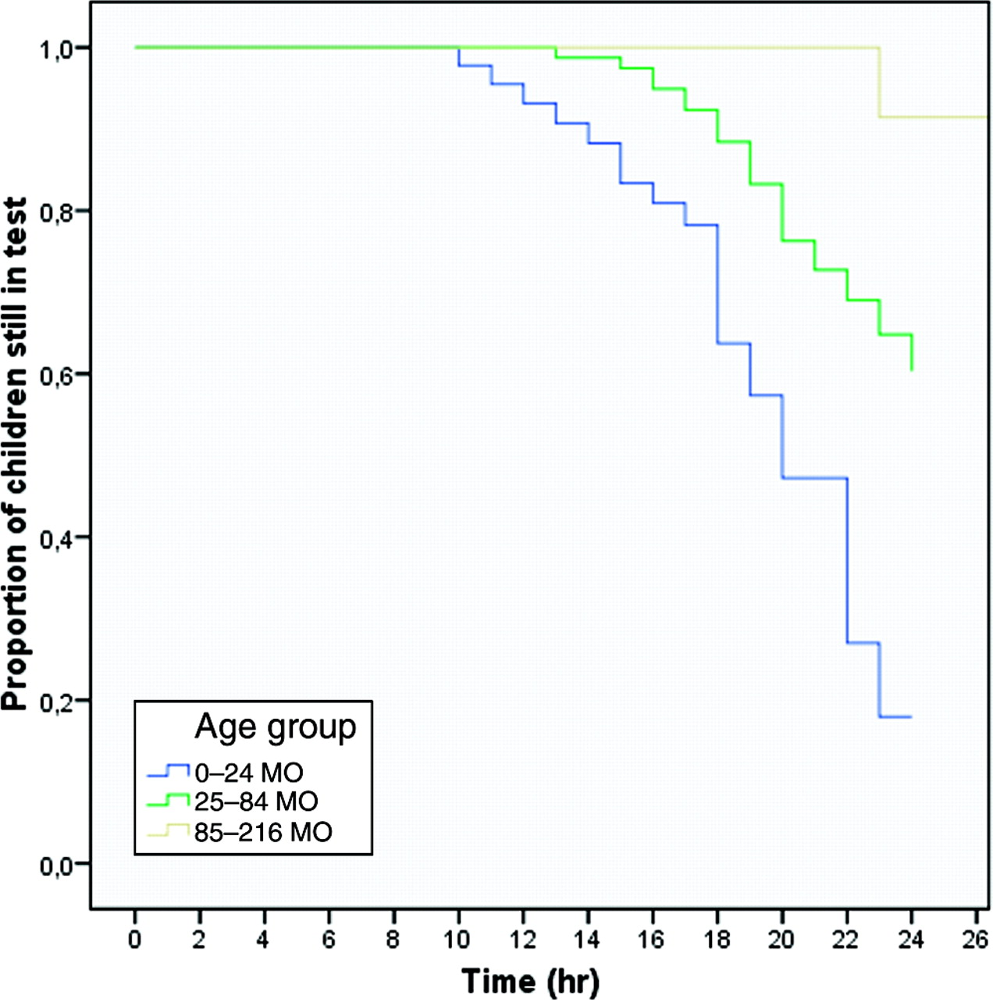 Proportion of children still in test
1,0
0,8
0,6
0,4
0,2
0,0
Age group
0–24 MO
25–84 MO
85–216 MO
0 2 4 6 8 10 12 14 16 18 20 22 24 26
Time (hr)